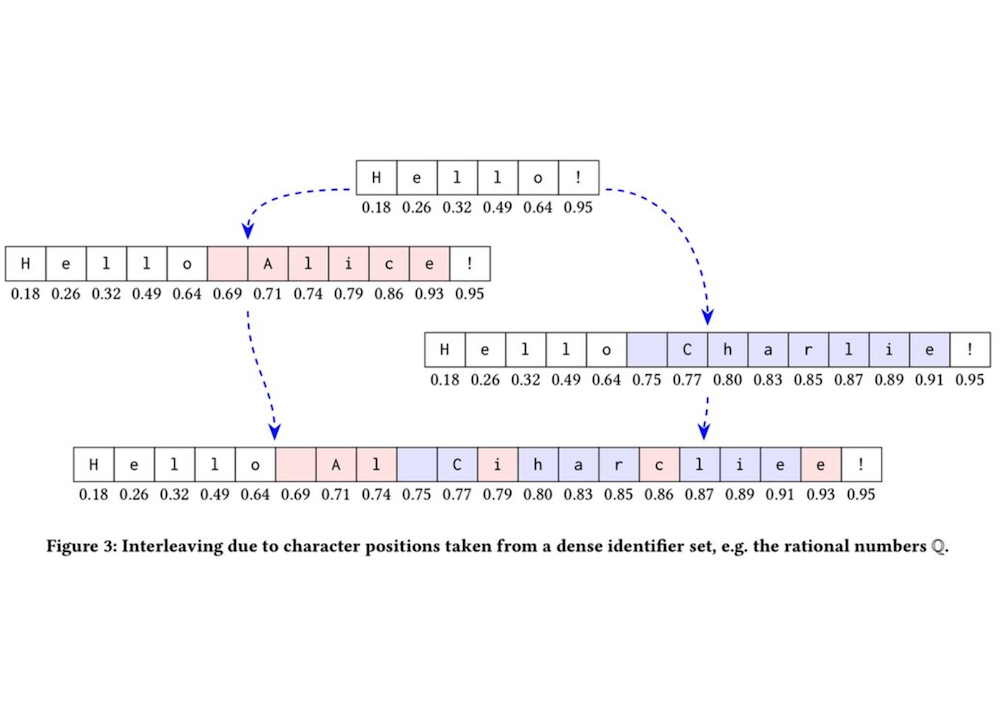 H e l l o !
0.18 0.26 0.32 0.49 0.64 0.95
H e l l o A l i c e !
0.18 0.26 0.32 0.49 0.64 0.69 0.71 0.74 0.79 0.86 0.93 0.95
H e l l o C h a r l i e !
0.18 0.26 0.32 0.49 0.64 0.75 0.77 0.80 0.83 0.85 0.87 0.89 0.91 0.95
H e l l o A l C i h a r c l i e e !
0.18 0.26 0.32 0.49 0.64 0.69 0.71 0.74 0.75 0.77 0.79 0.80 0.83 0.85 0.86 0.87 0.89 0.91 0.93 0.95
Figure 3: Interleaving due to character positions taken from a dense identifier set, e.g. the rational numbers ℚ.